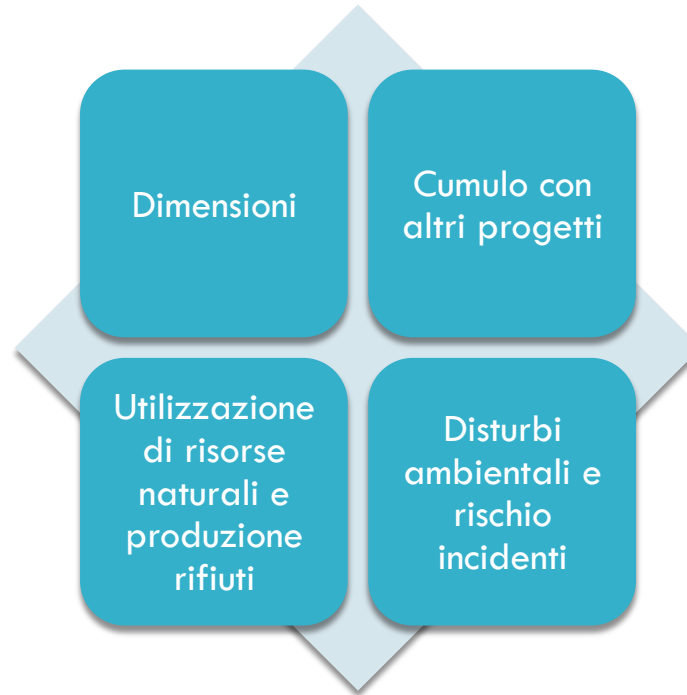 Dimensioni
Cumulo con
altri progetti
Utilizzazione
di risorse
naturali e
produzione
rifiuti
Disturbi
ambientali e
rischio
incidenti